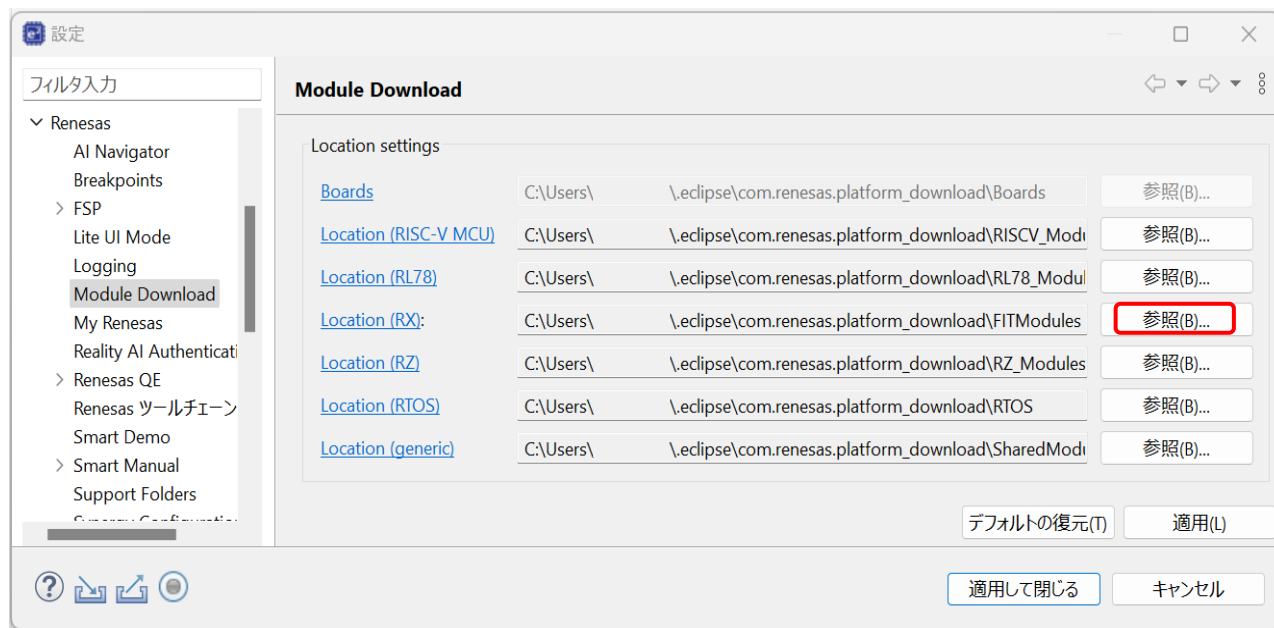 設定
フィルタ入力
Renesas
AI Navigator
Breakpoints
FSP
Lite UI Mode
Logging
Module Download
My Renesas
Reality AI Authenticati
Renesas QE
Renesas ツールチェーン
Smart Demo
Smart Manual
Support Folders
Module Download
Location settings
Boards C:\Users\ \.eclipse\com.renesas.platform_download\Boards 参照(B)...
Location (RISC-V MCU) C:\Users\ \.eclipse\com.renesas.platform_download\RISCV_Modu 参照(B)...
Location (RL78) C:\Users\ \.eclipse\com.renesas.platform_download\RL78_Modul 参照(B)...
Location (RX): C:\Users\ \.eclipse\com.renesas.platform_download\FITModules 参照(B)...
Location (RZ) C:\Users\ \.eclipse\com.renesas.platform_download\RZ_Modules 参照(B)...
Location (RTOS) C:\Users\ \.eclipse\com.renesas.platform_download\RTOS 参照(B)...
Location (generic) C:\Users\ \.eclipse\com.renesas.platform_download\SharedModu 参照(B)...
デフォルトの復元(T) 適用(L)
適用して閉じる キャンセル